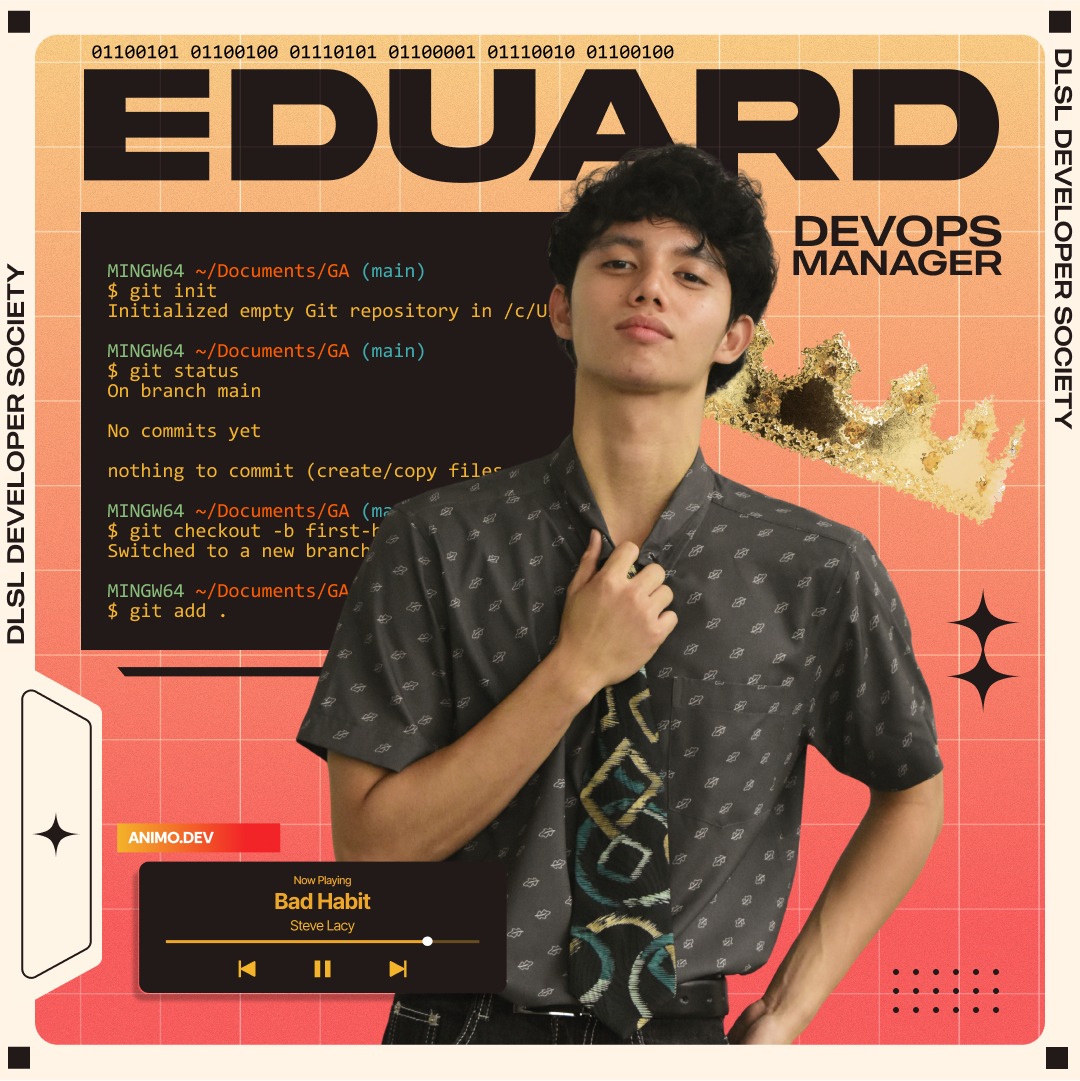 01100101 01100100 01110101 01100001 01110010 01100100
EDUARD
DEVOPS
MANAGER
MINGW64 ~/Documents/GA (main)
$ git init
Initialized empty Git repository in /c/U
MINGW64 ~/Documents/GA (main)
$ git status
On branch main
No commits yet
nothing to commit (create/copy files
MINGW64 ~/Documents/GA (ma
$ git checkout -b first-b
Switched to a new branch
MINGW64 ~/Documents/GA
$ git add .
DLSL DEVELOPER SOCIETY
DLSL DEVELOPER SOCIETY
ANIMO.DEV
Now Playing
Bad Habit
Steve Lacy